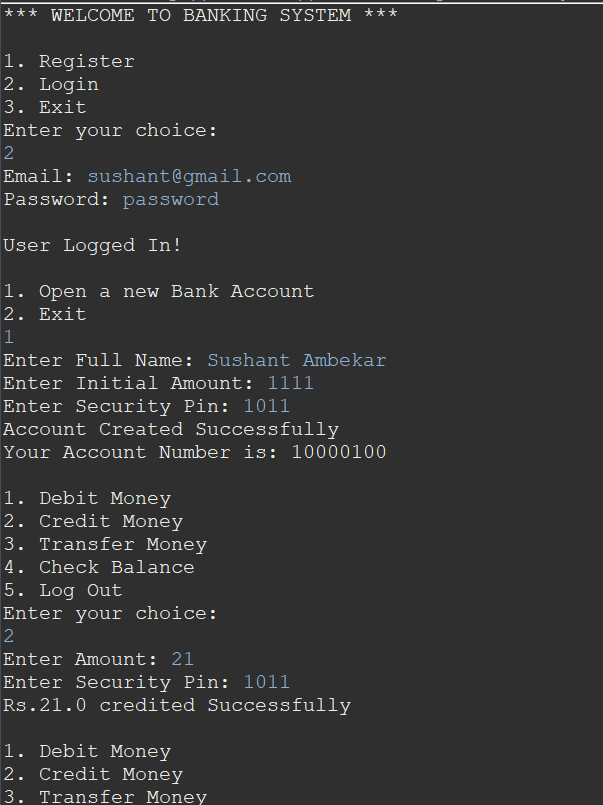 *** WELCOME TO BANKING SYSTEM ***
1. Register
2. Login
3. Exit
Enter your choice:
2
Email: sushant@gmail.com
Password: password
User Logged In!
1. Open a new Bank Account
2. Exit
1
Enter Full Name: Sushant Ambekar
Enter Initial Amount: 1111
Enter Security Pin: 1011
Account Created Successfully
Your Account Number is: 10000100
1. Debit Money
2. Credit Money
3. Transfer Money
4. Check Balance
5. Log Out
Enter your choice:
2
Enter Amount: 21
Enter Security Pin: 1011
Rs.21.0 credited Successfully
1. Debit Money
2. Credit Money
3. Transfer Money